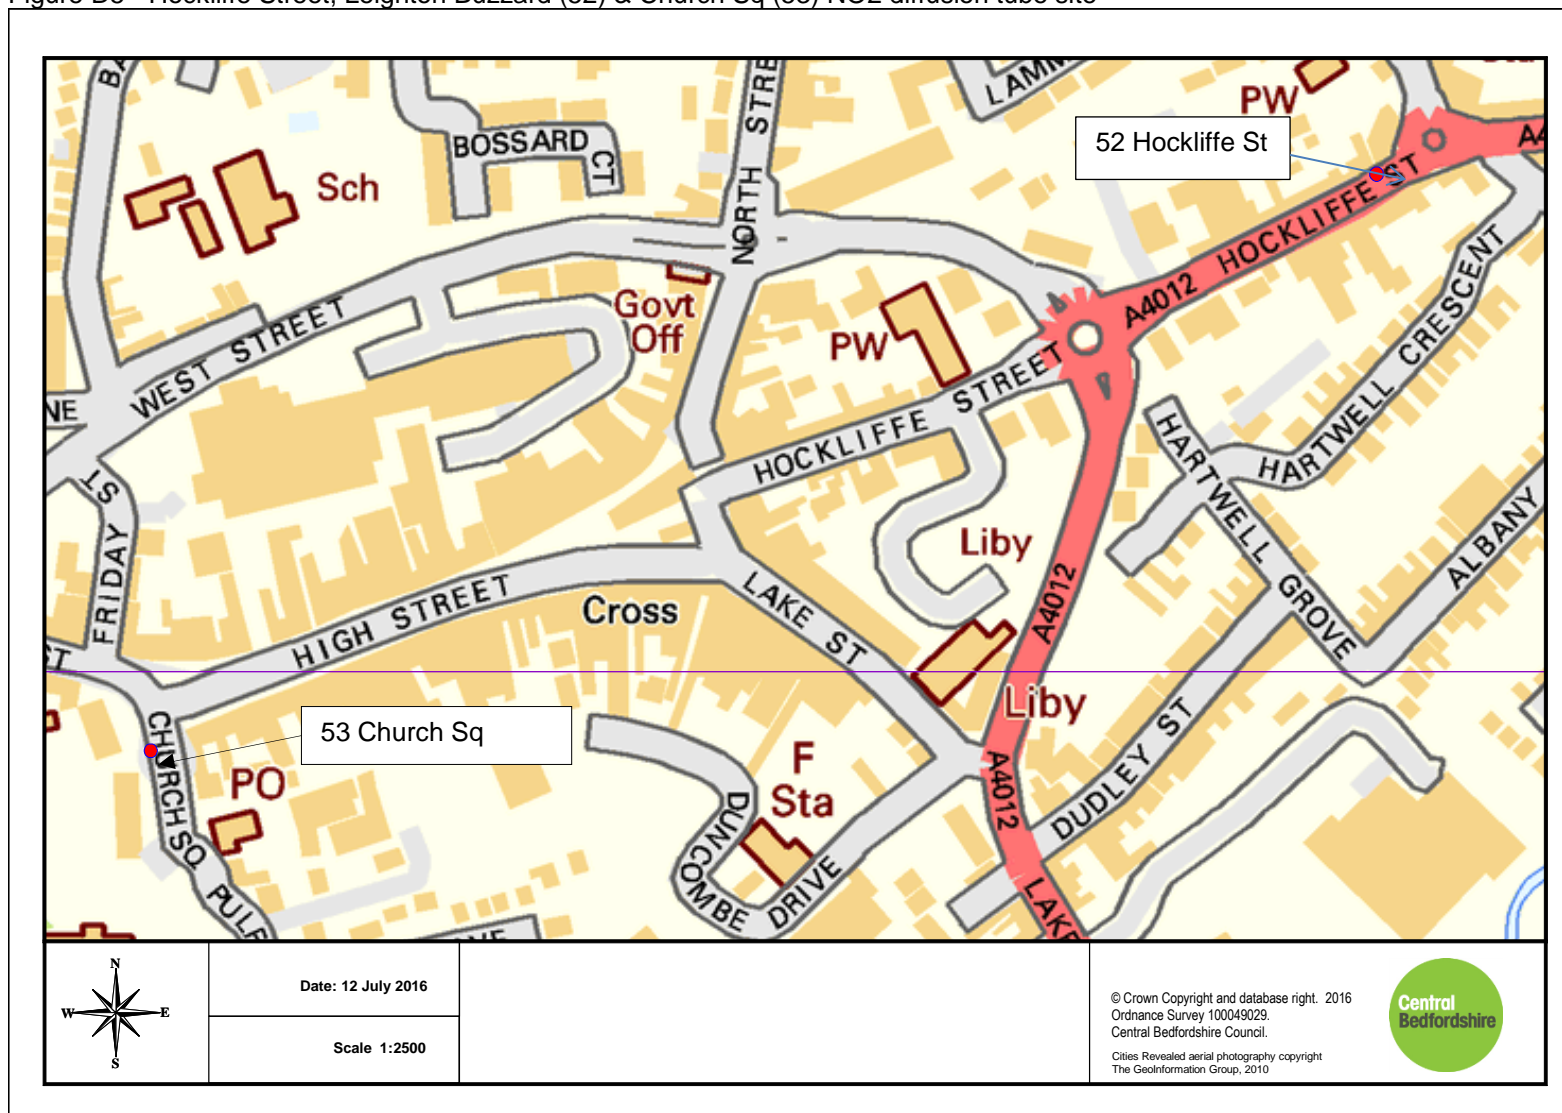 52 Hockliffe St
PW
BOSSARD CT
NORTH STRE
Sch
A4012 HOCKLIFFE ST
Govt
Off
PW
WEST STREET
NE
HOCKLIFFE STREET
HARTWELL CRESCENT
HARTWELL GROVE
ALBANY
FRIDAY ST
Liby
HIGH STREET
Cross
LAKE ST
A4012
ST
Liby
53 Church Sq
CHURCH SQ
PO
F
Sta
DUDLEY ST
A4012
DUNCOMBE DRIVE
LAKE
N
W
E
S
Date: 12 July 2016
Scale 1:2500
© Crown Copyright and database right. 2016
Ordnance Survey 100049029.
Central Bedfordshire Council.
Cities Revealed aerial photography copyright
The GeoInformation Group, 2010
Central
Bedfordshire